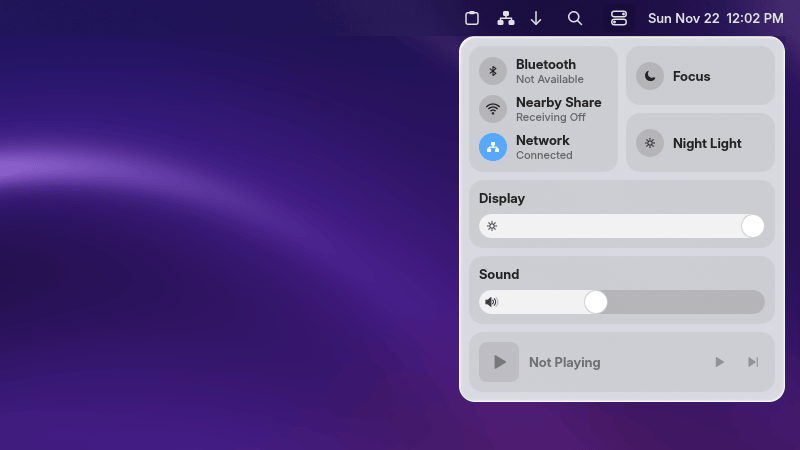 Sun Nov 22 12:02 PM
Bluetooth
Not Available
Nearby Share
Receiving Off
Network
Connected
Focus
Night Light
Display
Sound
Not Playing